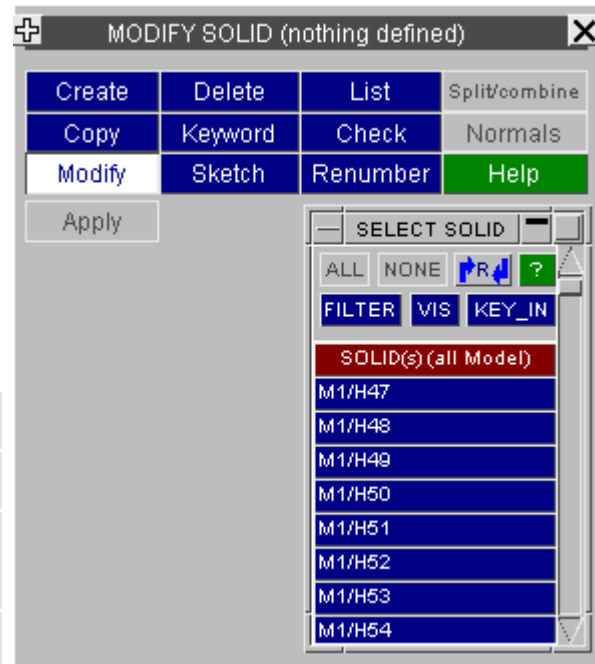 MODIFY SOLID (nothing defined)
Create Delete List Split/combine
Copy Keyword Check Normals
Modify Sketch Renumber Help
Apply
SELECT SOLID
ALL NONE R ?
FILTER VIS KEY_IN
SOLID(s) (all Model)
M1/H47
M1/H48
M1/H49
M1/H50
M1/H51
M1/H52
M1/H53
M1/H54